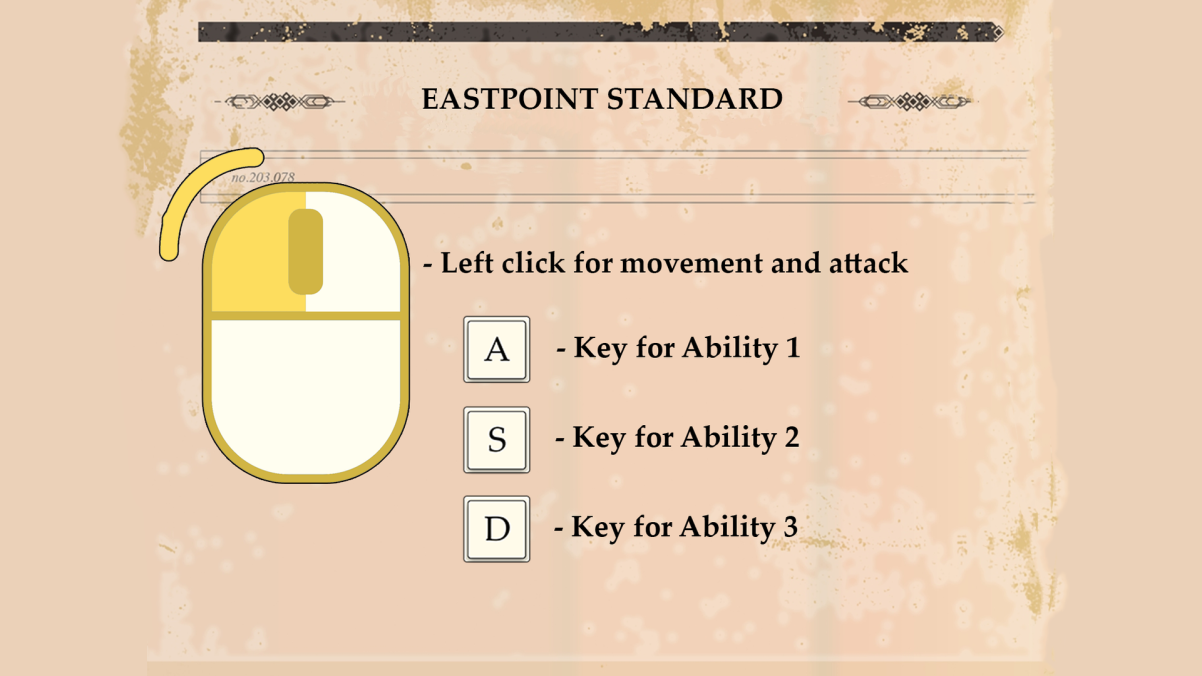 EASTPOINT STANDARD
no.203.078
- Left click for movement and attack
A - Key for Ability 1
S - Key for Ability 2
D - Key for Ability 3